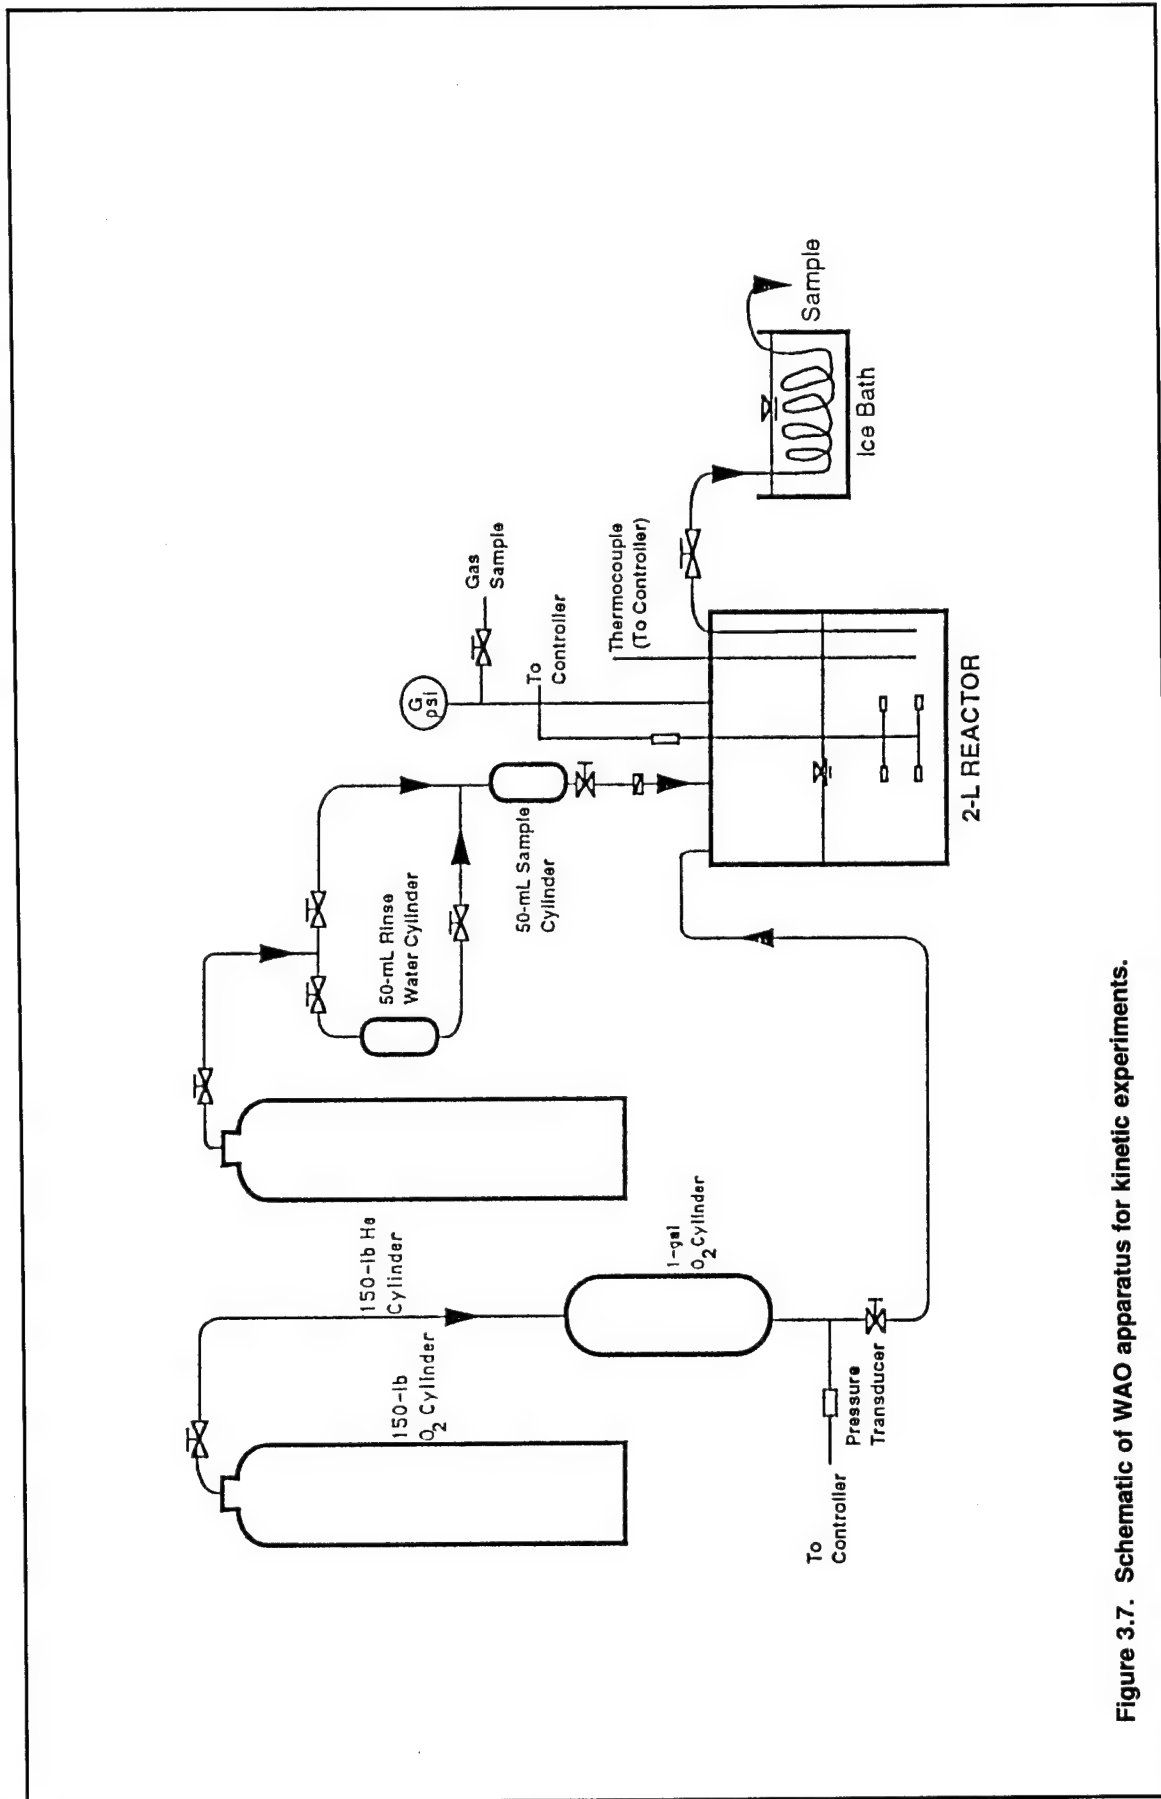 150-lb
O2 Cylinder
150-lb He
Cylinder
50-mL Rinse
Water Cylinder
50-mL Sample
Cylinder
G
psi
Gas
Sample
To
Controller
Thermocouple
(To Controller)
1-gal
O2 Cylinder
To
Controller
Pressure
Transducer
2-L REACTOR
Ice Bath
Sample
Figure 3.7. Schematic of WAO apparatus for kinetic experiments.